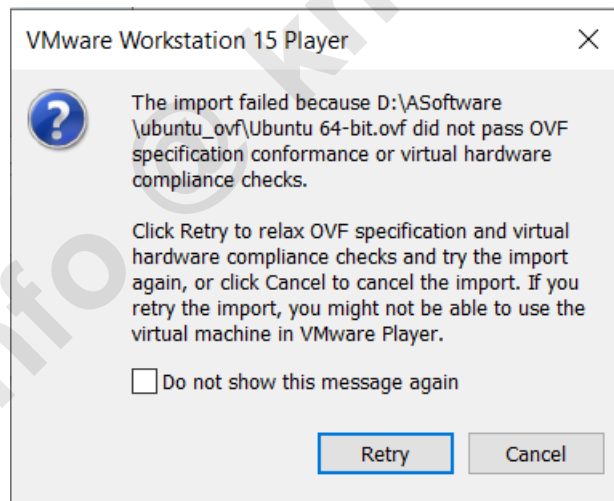 VMware Workstation 15 Player
The import failed because D:\ASoftware
\ubuntu_ovf\Ubuntu 64-bit.ovf did not pass OVF
specification conformance or virtual hardware
compliance checks.
Click Retry to relax OVF specification and virtual
hardware compliance checks and try the import
again, or click Cancel to cancel the import. If you
retry the import, you might not be able to use the
virtual machine in VMware Player.
Do not show this message again
Retry
Cancel
nfo @ kn